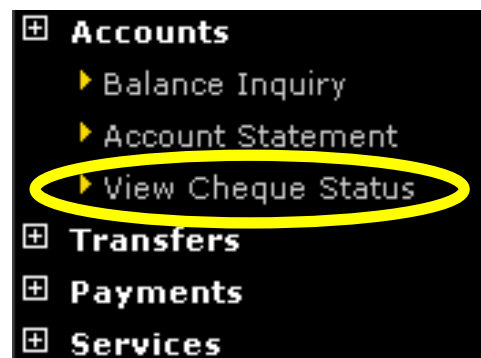 Accounts
Balance Inquiry
Account Statement
View Cheque Status
Transfers
Payments
Services